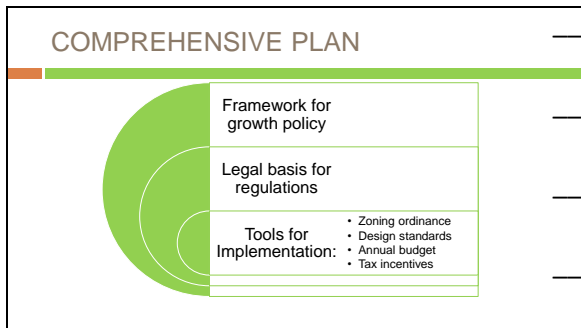 COMPREHENSIVE PLAN
Framework for
growth policy
Legal basis for
regulations
Tools for
Implementation:
• Zoning ordinance
• Design standards
• Annual budget
• Tax incentives